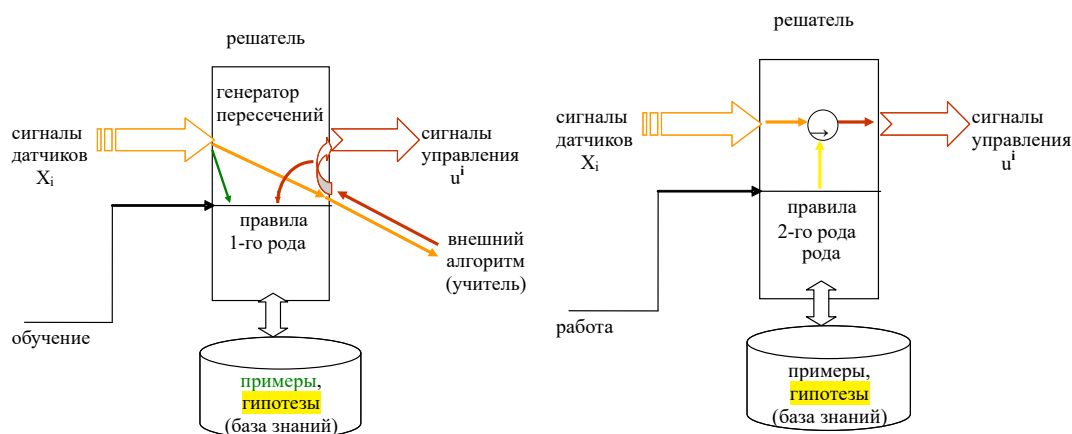 решатель
генератор
пересечений
сигналы
датчиков
Xi
сигналы
управления
uⁱ
правила
1-го рода
внешний
алгоритм
(учитель)
обучение
примеры,
гипотезы
(база знаний)
решатель
сигналы
датчиков
Xi
→
сигналы
управления
uⁱ
правила
2-го рода
рода
работа
примеры,
гипотезы
(база знаний)